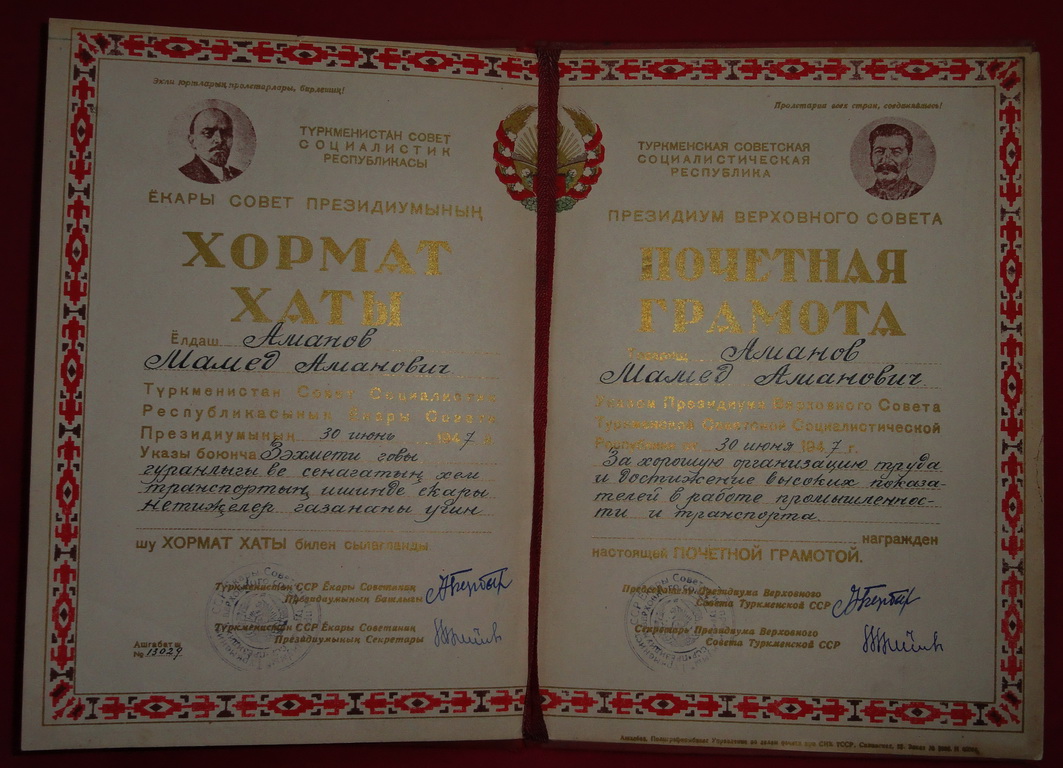 Әхли юртларың пролетарлары, бирлешиң!
ТҮРКМЕНИСТАН СОВЕТ
СОЦИАЛИСТИК
РЕСПУБЛИКАСЫ
ЁКАРЫ СОВЕТ ПРЕЗИДИУМЫНЫҢ
ХОРМАТ
ХАТЫ
Ёлдаш Аманов
Мамед Аманович
Түркменистан Совет Социалистик
Республикасының Ёкары Совети
Президиумының 30 июнь 1947 г.
Указы боюнча Зәхмети говы
гуранлыгы ве сенагатың хем
транспортың ишинде ёкары
нетижелер газананы үчин
шу ХОРМАТ ХАТЫ билен сылагланды
Түркменистан ССР Ёкары Советиниң
Президиумының Башлыгы
Түркменистан ССР Ёкары Советиниң
Президиумының Секретары
Ашгабат ш.
№ 13029
Пролетарии всех стран, соединяйтесь!
ТУРКМЕНСКАЯ СОВЕТСКАЯ
СОЦИАЛИСТИЧЕСКАЯ
РЕСПУБЛИКА
ПРЕЗИДИУМ ВЕРХОВНОГО СОВЕТА
ПОЧЕТНАЯ
ГРАМОТА
Товарищ Аманов
Мамед Аманович
Указом Президиума Верховного Совета
Туркменской Советской Социалистической
Республики от 30 июня 1947 г.
За хорошую организацию труда
и достижение высоких показа-
телей в работе промышленнос-
ти и транспорта.
награжден
настоящей ПОЧЕТНОЙ ГРАМОТОЙ.
Председатель Президиума Верховного
Совета Туркменской ССР
Секретарь Президиума Верховного
Совета Туркменской ССР